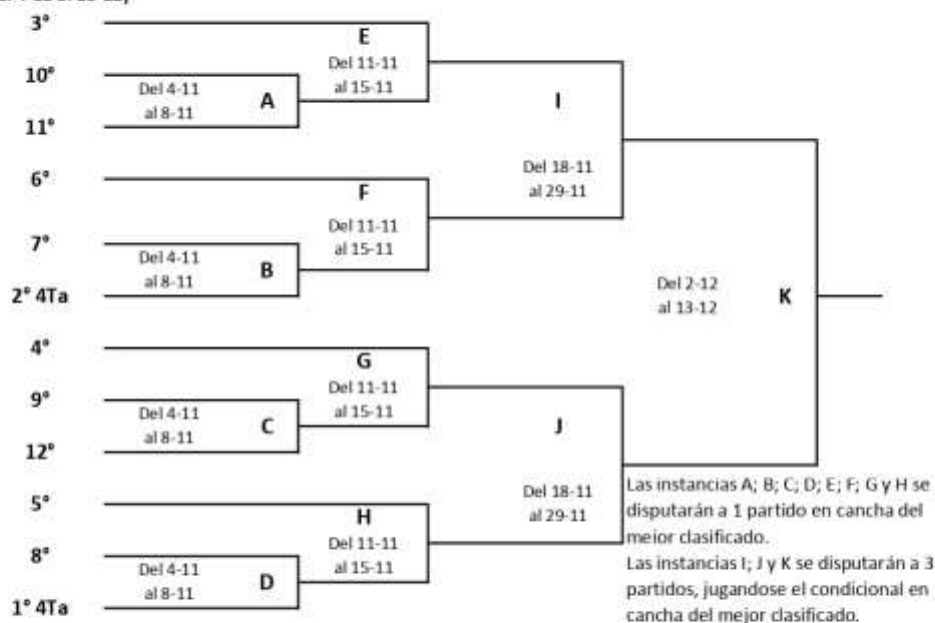 3°
E
Del 11-11
al 15-11
10°
Del 4-11
al 8-11
A
11°
I
6°
F
Del 18-11
al 29-11
Del 11-11
al 15-11
7°
Del 4-11
al 8-11
B
2° 4Ta
Del 2-12
al 13-12
K
4°
G
Del 11-11
al 15-11
9°
Del 4-11
al 8-11
C
12°
J
5°
H
Del 18-11
al 29-11
Del 11-11
al 15-11
8°
Del 4-11
al 8-11
D
1° 4Ta
Las instancias A; B; C; D; E; F; G y H se
disputarán a 1 partido en cancha del
meior clasificado.
Las instancias I; J y K se disputarán a 3
partidos, jugandose el condicional en
cancha del mejor clasificado.